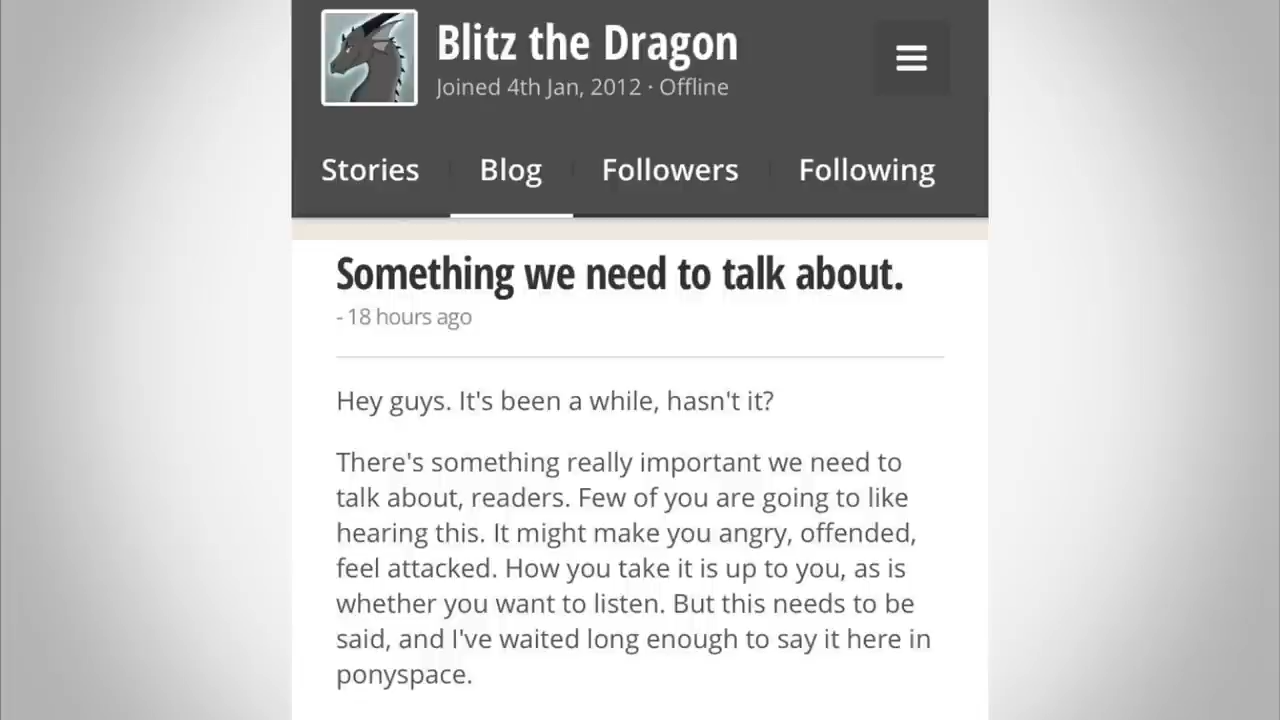 Blitz the Dragon
Joined 4th Jan, 2012 · Offline
Stories
Blog
Followers
Following
Something we need to talk about.
- 18 hours ago
Hey guys. It's been a while, hasn't it?
There's something really important we need to
talk about, readers. Few of you are going to like
hearing this. It might make you angry, offended,
feel attacked. How you take it is up to you, as is
whether you want to listen. But this needs to be
said, and I've waited long enough to say it here in
ponyspace.